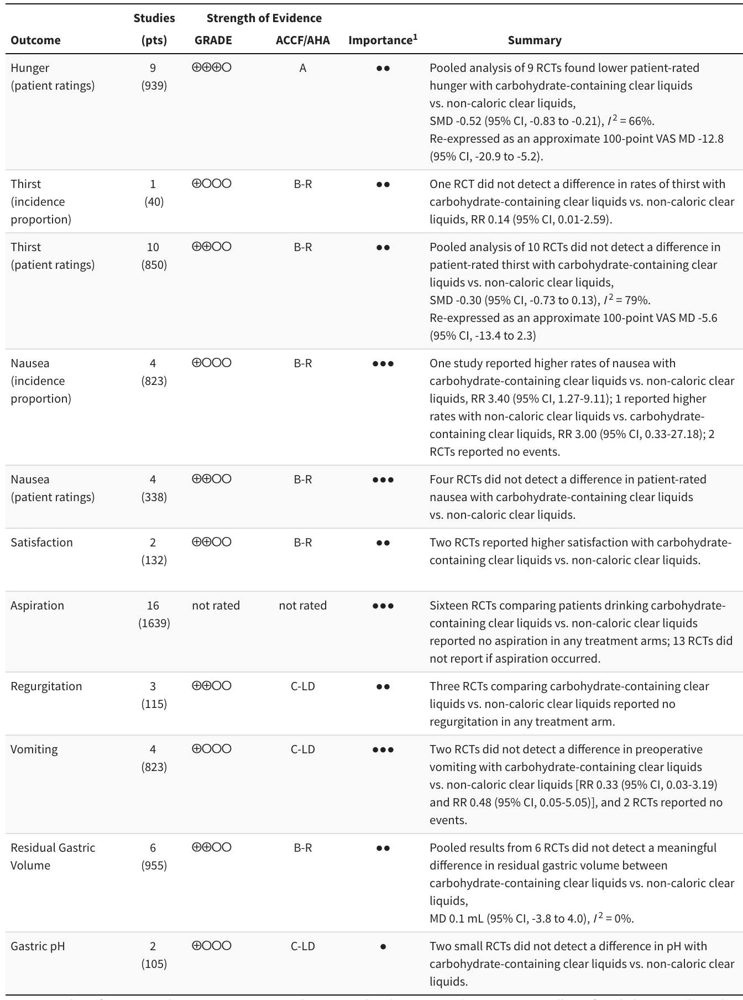 Studies Strength of Evidence
Outcome (pts) GRADE ACCF/AHA Importance¹ Summary
Hunger 9 ⊕⊕⊕◯ A ●● Pooled analysis of 9 RCTs found lower patient-rated
(patient ratings) (939) hunger with carbohydrate-containing clear liquids
vs. non-caloric clear liquids,
SMD -0.52 (95% CI, -0.83 to -0.21), I² = 66%.
Re-expressed as an approximate 100-point VAS MD -12.8
(95% CI, -20.9 to -5.2).
Thirst 1 ⊕◯◯◯ B-R ●● One RCT did not detect a difference in rates of thirst with
(incidence (40) carbohydrate-containing clear liquids vs. non-caloric clear
proportion) liquids, RR 0.14 (95% CI, 0.01-2.59).
Thirst 10 ⊕⊕◯◯ B-R ●● Pooled analysis of 10 RCTs did not detect a difference in
(patient ratings) (850) patient-rated thirst with carbohydrate-containing clear
liquids vs. non-caloric clear liquids,
SMD -0.30 (95% CI, -0.73 to 0.13), I² = 79%.
Re-expressed as an approximate 100-point VAS MD -5.6
(95% CI, -13.4 to 2.3)
Nausea 4 ⊕◯◯◯ B-R ●●● One study reported higher rates of nausea with
(incidence (823) carbohydrate-containing clear liquids vs. non-caloric clear
proportion) liquids, RR 3.40 (95% CI, 1.27-9.11); 1 reported higher
rates with non-caloric clear liquids vs. carbohydrate-
containing clear liquids, RR 3.00 (95% CI, 0.33-27.18); 2
RCTs reported no events.
Nausea 4 ⊕⊕◯◯ B-R ●●● Four RCTs did not detect a difference in patient-rated
(patient ratings) (338) nausea with carbohydrate-containing clear liquids
vs. non-caloric clear liquids.
Satisfaction 2 ⊕⊕◯◯ B-R ●● Two RCTs reported higher satisfaction with carbohydrate-
(132) containing clear liquids vs. non-caloric clear liquids.
Aspiration 16 not rated not rated ●●● Sixteen RCTs comparing patients drinking carbohydrate-
(1639) containing clear liquids vs. non-caloric clear liquids
reported no aspiration in any treatment arms; 13 RCTs did
not report if aspiration occurred.
Regurgitation 3 ⊕⊕◯◯ C-LD ●● Three RCTs comparing carbohydrate-containing clear
(115) liquids vs. non-caloric clear liquids reported no
regurgitation in any treatment arm.
Vomiting 4 ⊕◯◯◯ C-LD ●●● Two RCTs did not detect a difference in preoperative
(823) vomiting with carbohydrate-containing clear liquids
vs. non-caloric clear liquids [RR 0.33 (95% CI, 0.03-3.19)
and RR 0.48 (95% CI, 0.05-5.05)], and 2 RCTs reported no
events.
Residual Gastric 6 ⊕⊕◯◯ B-R ●● Pooled results from 6 RCTs did not detect a meaningful
Volume (955) difference in residual gastric volume between
carbohydrate-containing clear liquids vs. non-caloric clear
liquids,
MD 0.1 mL (95% CI, -3.8 to 4.0), I² = 0%.
Gastric pH 2 ⊕◯◯◯ C-LD ● Two small RCTs did not detect a difference in pH with
(105) carbohydrate-containing clear liquids vs. non-caloric clear
liquids.